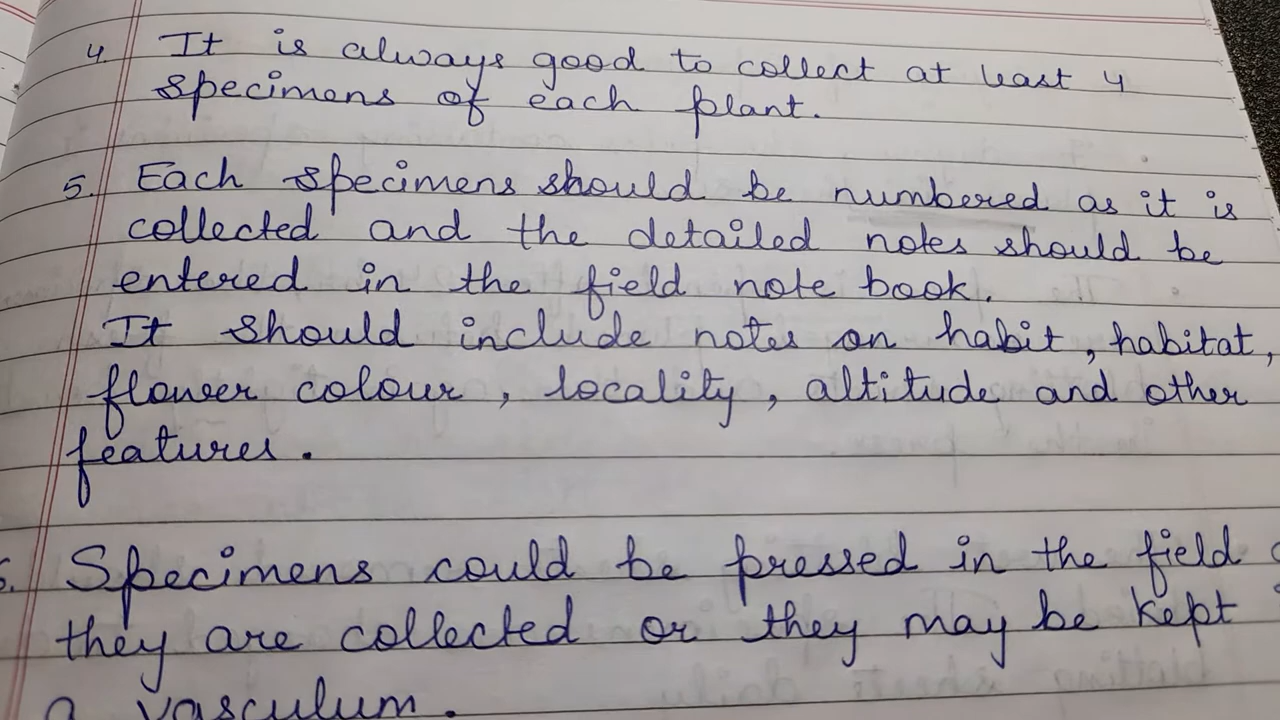 4. It is always good to collect at least 4
specimens of each plant.
5. Each specimens should be numbered as it is
collected and the detailed notes should be
entered in the field note book.
It should include notes on habit, habitat,
flower colour, locality, altitude and other
features.
6. Specimens could be pressed in the field
they are collected or they may be kept
a vasculum.